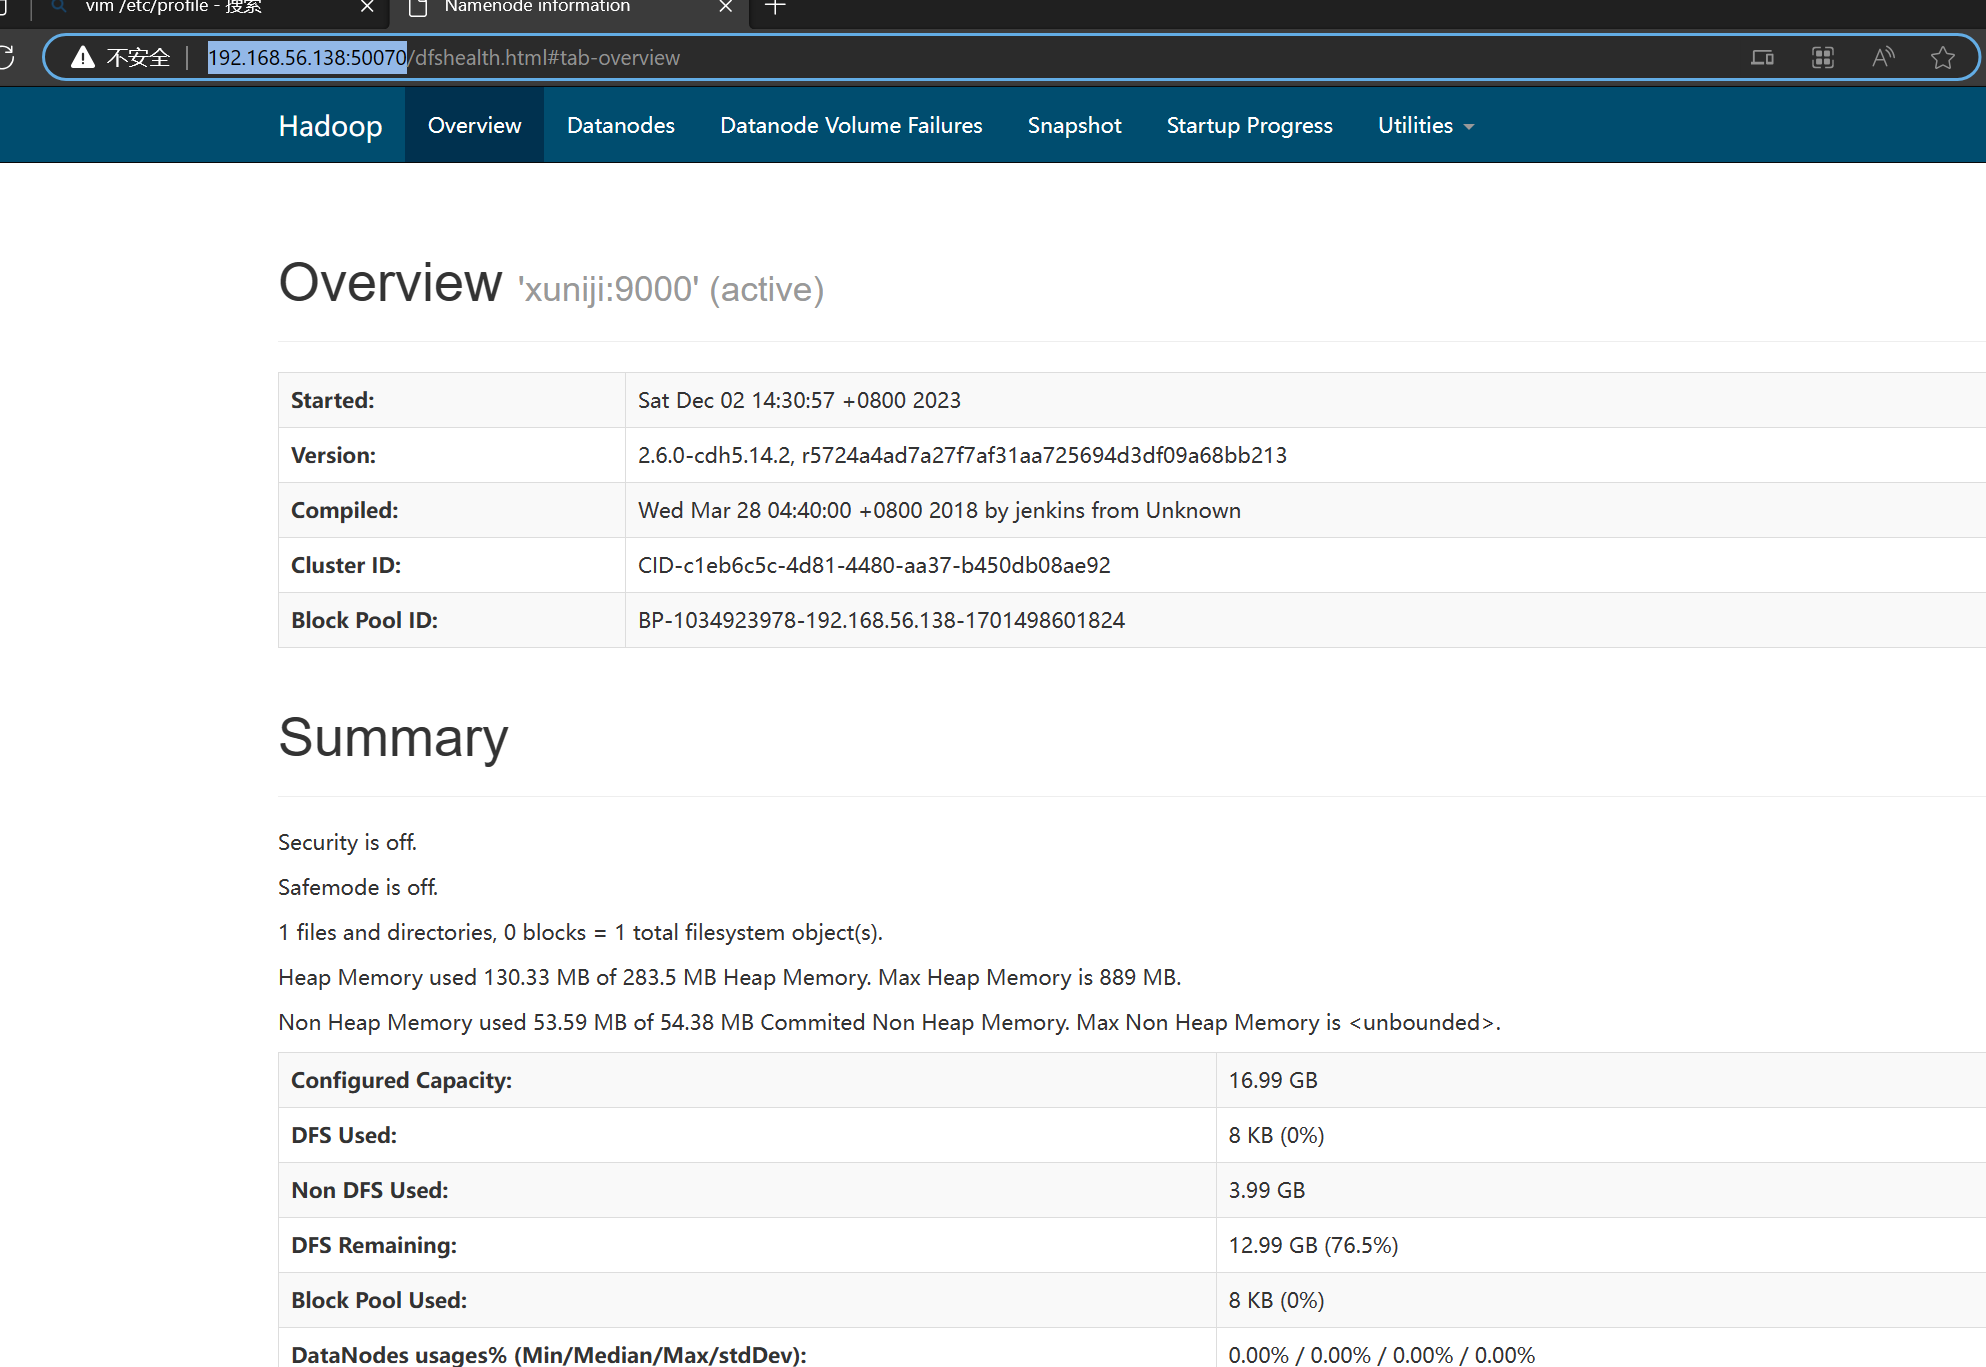 vim /etc/profile - 搜索
Namenode information
不安全 192.168.56.138:50070/dfshealth.html#tab-overview
Hadoop Overview Datanodes Datanode Volume Failures Snapshot Startup Progress Utilities
Overview 'xuniji:9000' (active)
Started: Sat Dec 02 14:30:57 +0800 2023
Version: 2.6.0-cdh5.14.2, r5724a4ad7a27f7af31aa725694d3df09a68bb213
Compiled: Wed Mar 28 04:40:00 +0800 2018 by jenkins from Unknown
Cluster ID: CID-c1eb6c5c-4d81-4480-aa37-b450db08ae92
Block Pool ID: BP-1034923978-192.168.56.138-1701498601824
Summary
Security is off.
Safemode is off.
1 files and directories, 0 blocks = 1 total filesystem object(s).
Heap Memory used 130.33 MB of 283.5 MB Heap Memory. Max Heap Memory is 889 MB.
Non Heap Memory used 53.59 MB of 54.38 MB Commited Non Heap Memory. Max Non Heap Memory is <unbounded>.
Configured Capacity: 16.99 GB
DFS Used: 8 KB (0%)
Non DFS Used: 3.99 GB
DFS Remaining: 12.99 GB (76.5%)
Block Pool Used: 8 KB (0%)
DataNodes usages% (Min/Median/Max/stdDev): 0.00% / 0.00% / 0.00% / 0.00%